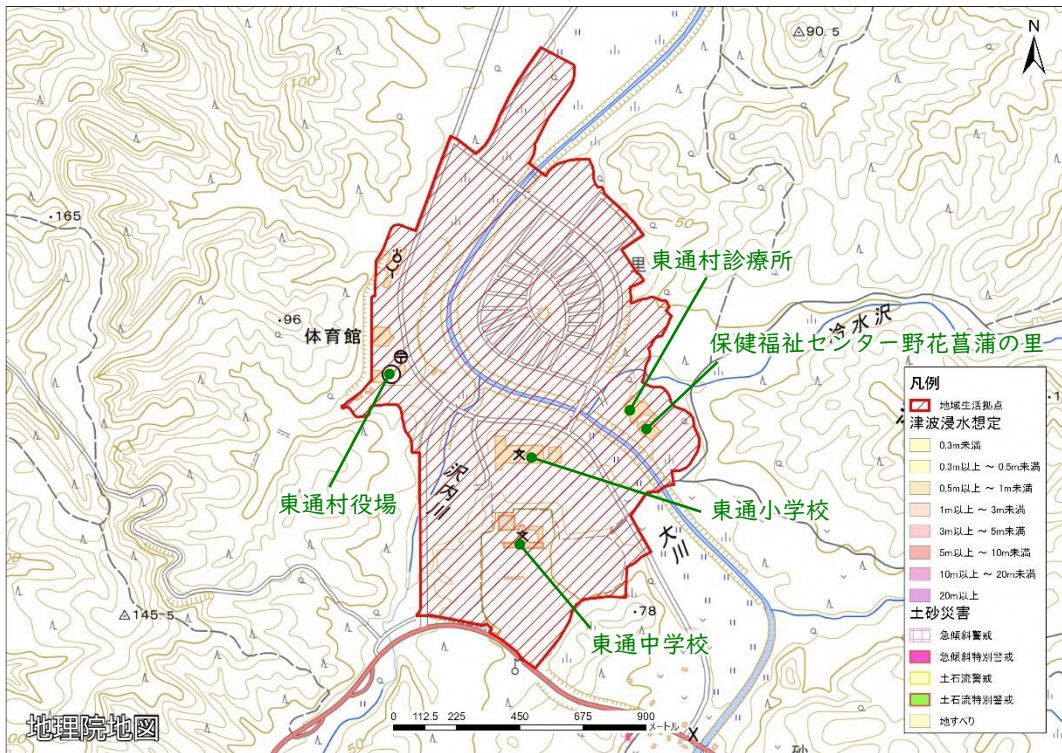 90.5
100
165
50
里
東通村診療所
冷水沢
96
体育館
保健福祉センター野花菖蒲の里
東通村役場
沢内川
東通小学校
大川
東通中学校
78
145.5
凡例
地域生活拠点
津波浸水想定
0.3m未満
0.3m以上 ～ 0.5m未満
0.5m以上 ～ 1m未満
1m以上 ～ 3m未満
3m以上 ～ 5m未満
5m以上 ～ 10m未満
10m以上 ～ 20m未満
20m以上
土砂災害
急傾斜警戒
急傾斜特別警戒
土石流警戒
土石流特別警戒
地すべり
0 112.5 225 450 675 900
メートル
地理院地図
砂